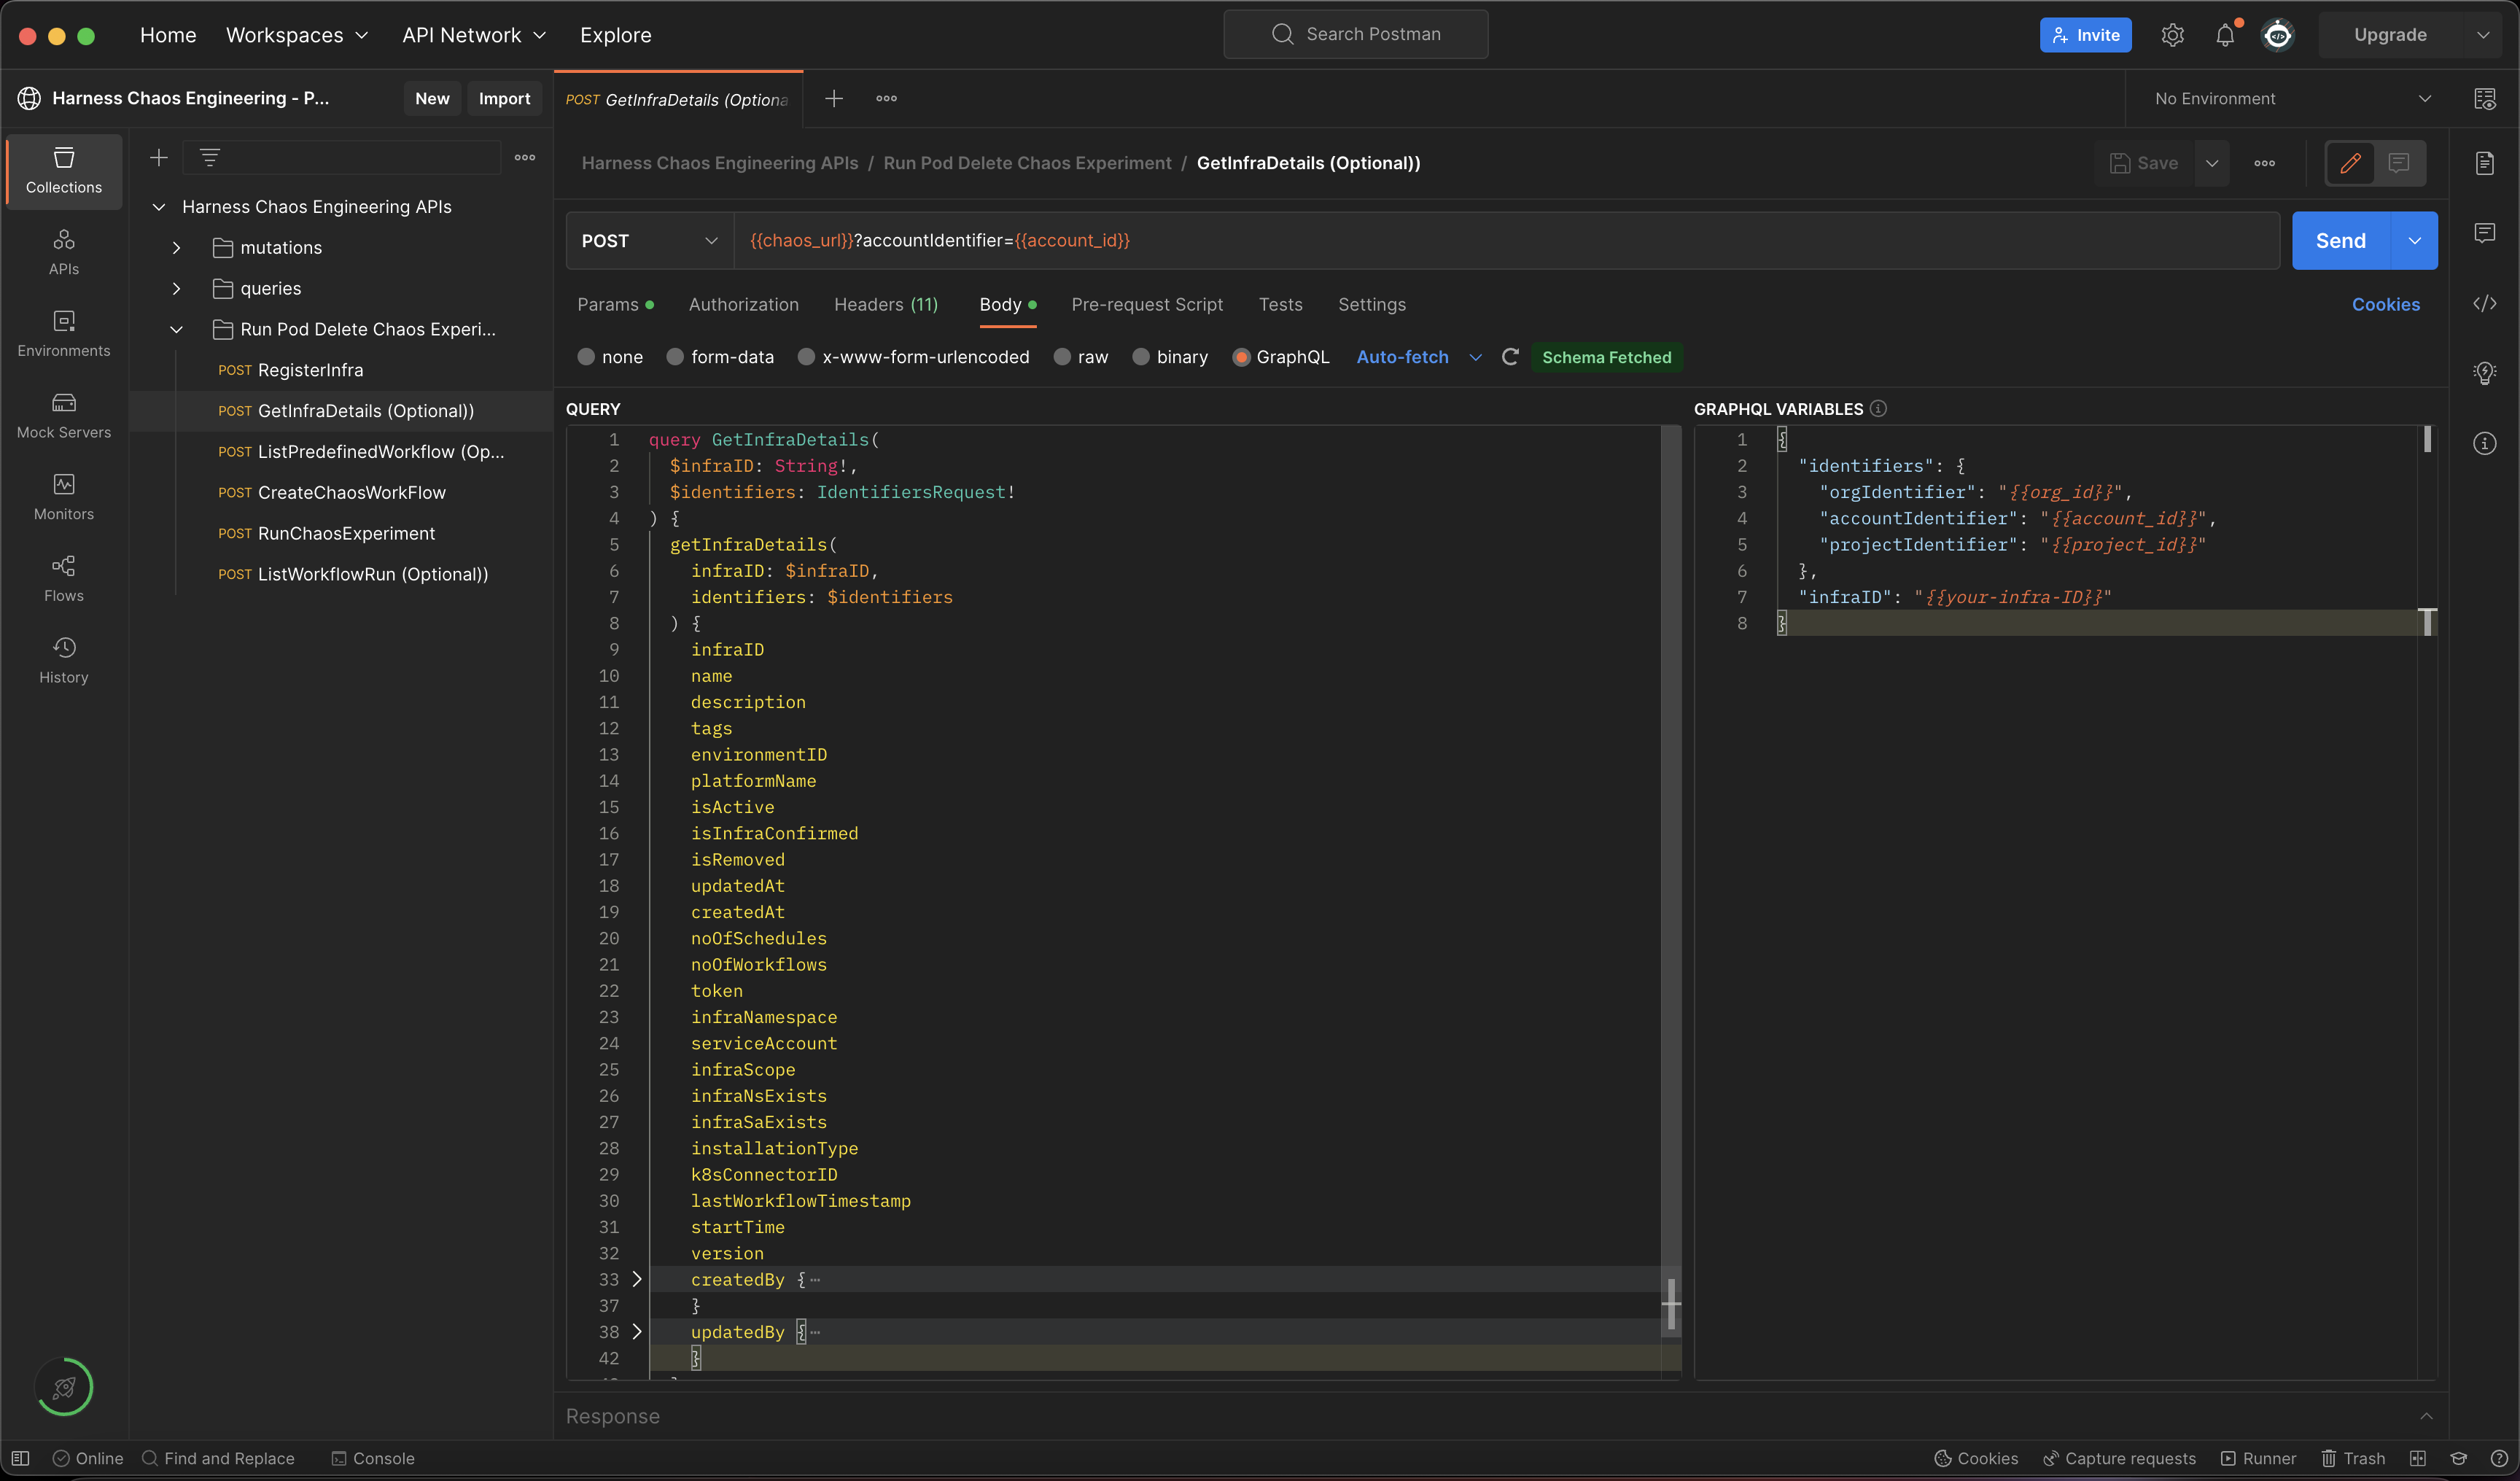 Home Workspaces API Network Explore Search Postman Invite Upgrade
Harness Chaos Engineering - P... New Import
POST GetInfraDetails (Optiona
No Environment
Collections
APIs
Environments
Mock Servers
Monitors
Flows
History
Harness Chaos Engineering APIs
mutations
queries
Run Pod Delete Chaos Experi...
POST RegisterInfra
POST GetInfraDetails (Optional))
POST ListPredefinedWorkflow (Op...
POST CreateChaosWorkFlow
POST RunChaosExperiment
POST ListWorkflowRun (Optional))
Harness Chaos Engineering APIs / Run Pod Delete Chaos Experiment / GetInfraDetails (Optional))
Save
POST {{chaos_url}}?accountIdentifier={{account_id}} Send
Params Authorization Headers (11) Body Pre-request Script Tests Settings Cookies
none form-data x-www-form-urlencoded raw binary GraphQL Auto-fetch Schema Fetched
QUERY
1 query GetInfraDetails(
2 $infraID: String!,
3 $identifiers: IdentifiersRequest!
4 ) {
5 getInfraDetails(
6 infraID: $infraID,
7 identifiers: $identifiers
8 ) {
9 infraID
10 name
11 description
12 tags
13 environmentID
14 platformName
15 isActive
16 isInfraConfirmed
17 isRemoved
18 updatedAt
19 createdAt
20 noOfSchedules
21 noOfWorkflows
22 token
23 infraNamespace
24 serviceAccount
25 infraScope
26 infraNsExists
27 infraSaExists
28 installationType
29 k8sConnectorID
30 lastWorkflowTimestamp
31 startTime
32 version
33 createdBy { ⋯
37 }
38 updatedBy { ⋯
42 }
GRAPHQL VARIABLES
1 {
2 "identifiers": {
3 "orgIdentifier": "{{org_id}}",
4 "accountIdentifier": "{{account_id}}",
5 "projectIdentifier": "{{project_id}}"
6 },
7 "infraID": "{{your-infra-ID}}"
8 }
Response
Online Find and Replace Console Cookies Capture requests Runner Trash